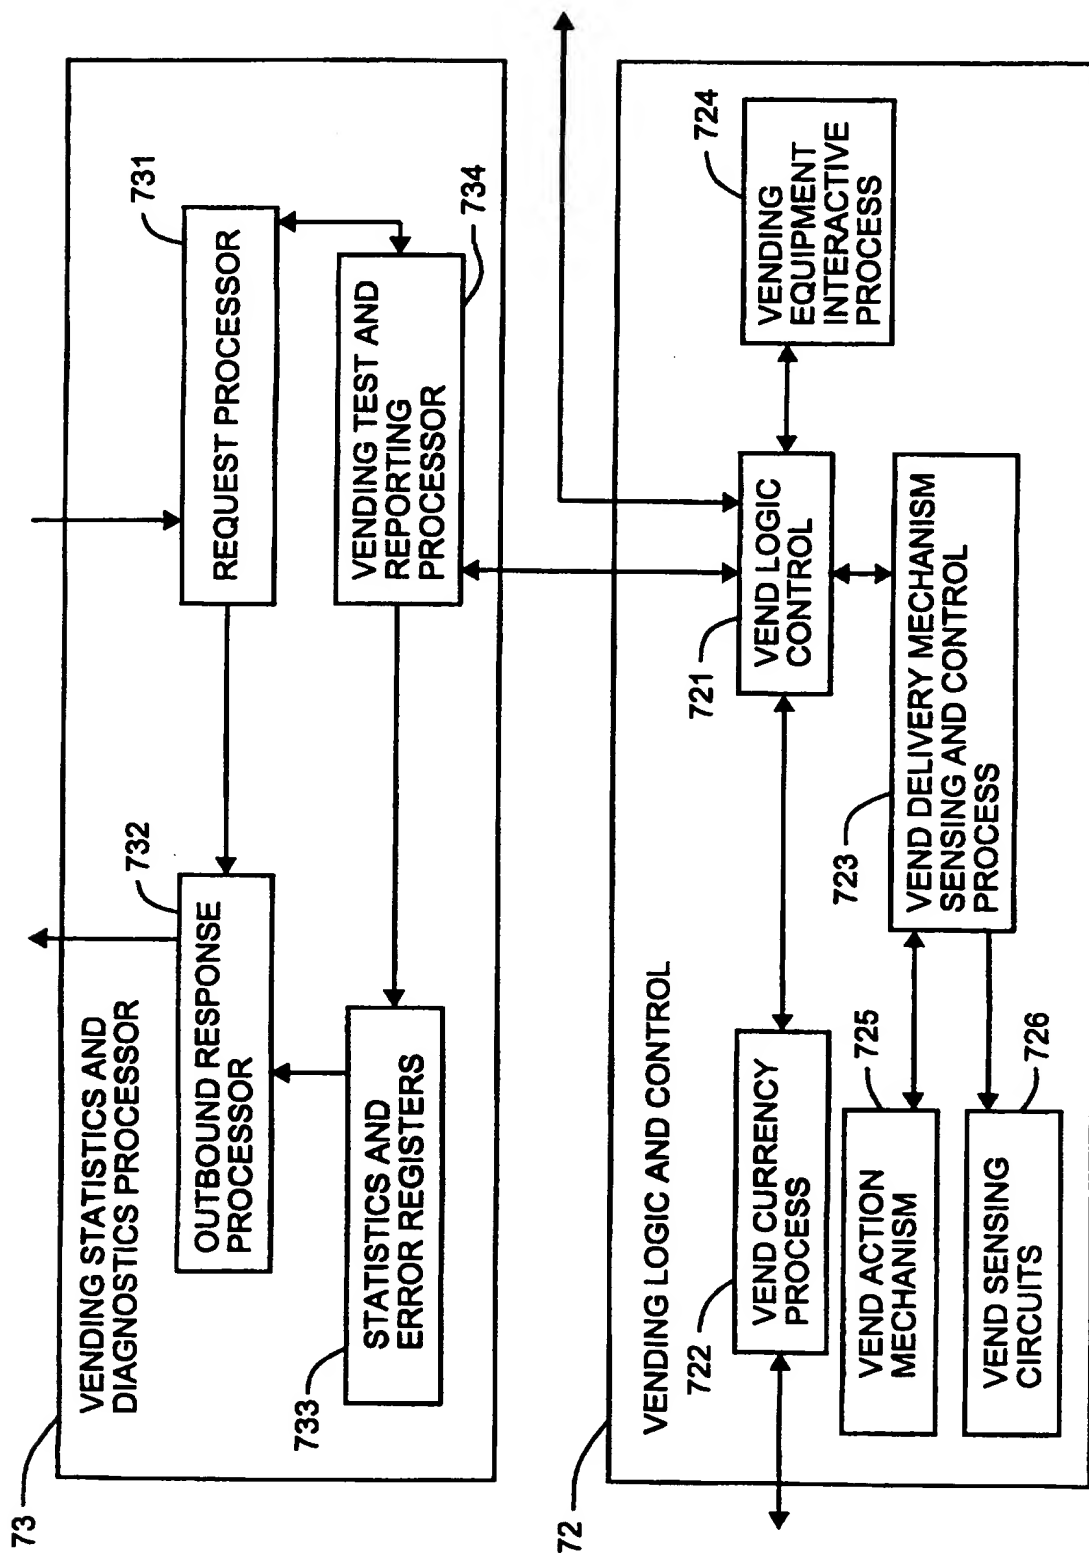 73
VENDING STATISTICS AND
DIAGNOSTICS PROCESSOR
732
OUTBOUND RESPONSE
PROCESSOR
731
REQUEST PROCESSOR
733
STATISTICS AND
ERROR REGISTERS
VENDING TEST AND
REPORTING
PROCESSOR
734
72
VENDING LOGIC AND CONTROL
722
VEND CURRENCY
PROCESS
721
VEND LOGIC
CONTROL
724
VENDING
EQUIPMENT
INTERACTIVE
PROCESS
725
VEND ACTION
MECHANISM
723
VEND DELIVERY MECHANISM
SENSING AND CONTROL
PROCESS
726
VEND SENSING
CIRCUITS